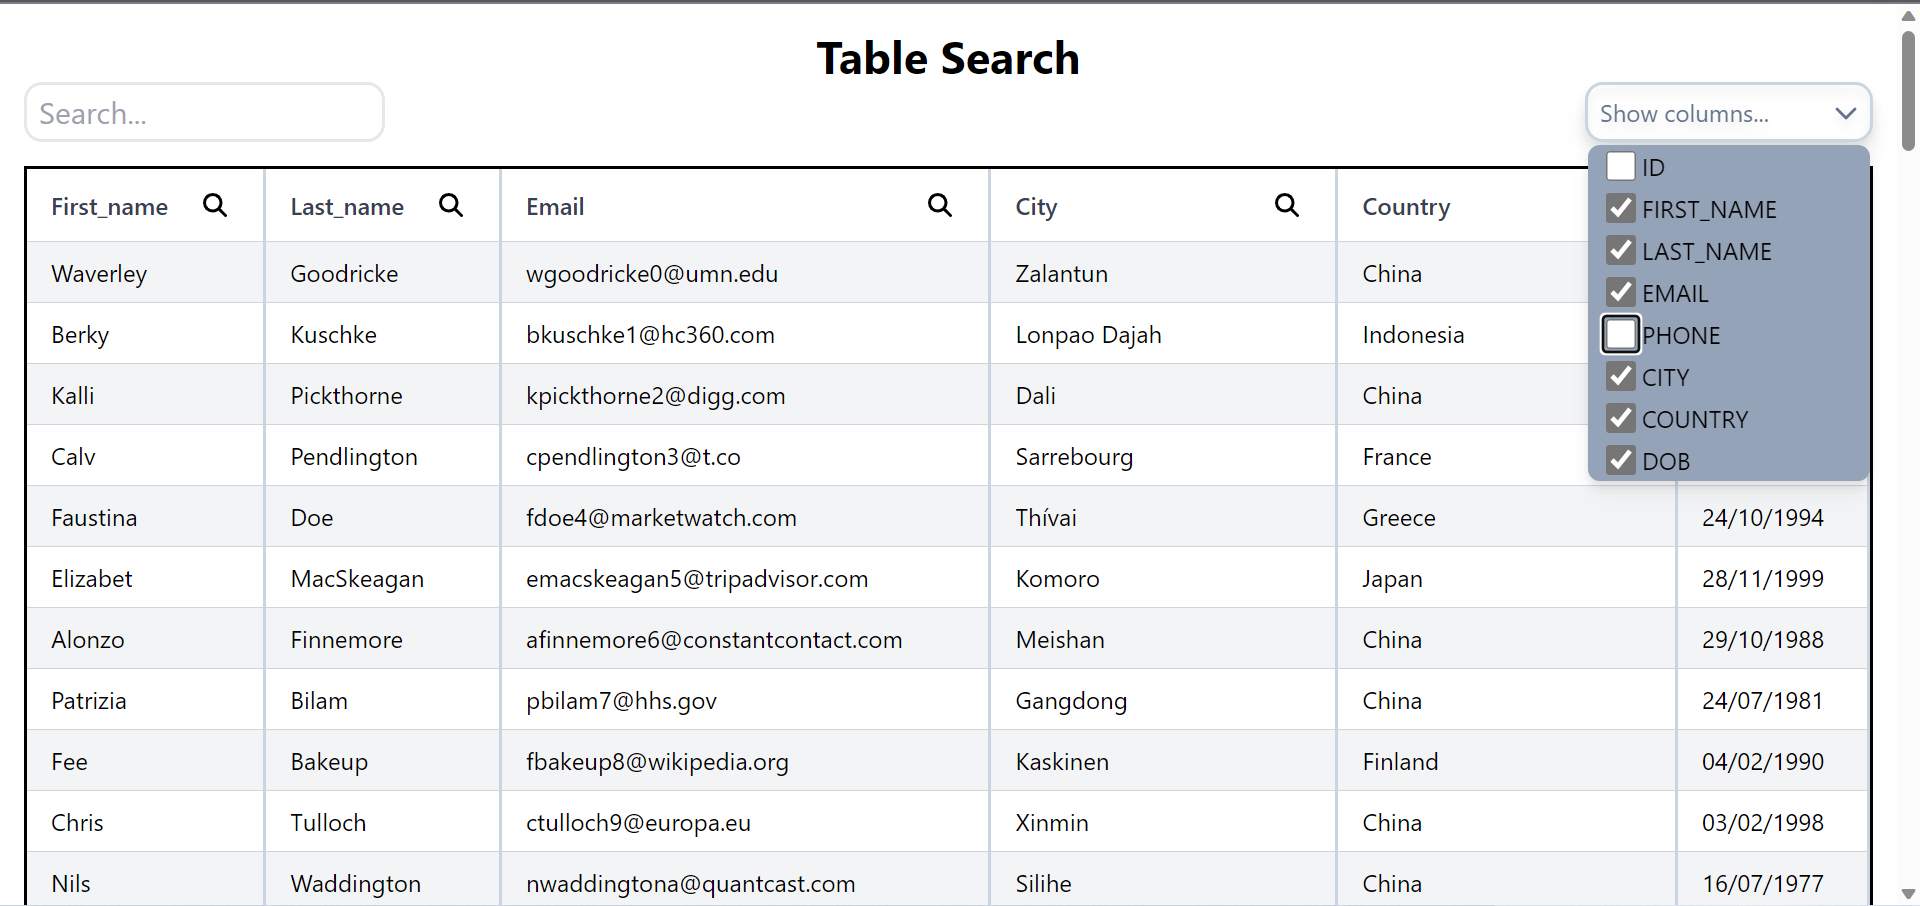 Table Search
Search...
Show columns...
ID
FIRST_NAME
LAST_NAME
EMAIL
PHONE
CITY
COUNTRY
DOB
First_name Last_name Email City Country
Waverley Goodricke wgoodricke0@umn.edu Zalantun China
Berky Kuschke bkuschke1@hc360.com Lonpao Dajah Indonesia
Kalli Pickthorne kpickthorne2@digg.com Dali China
Calv Pendlington cpendlington3@t.co Sarrebourg France
Faustina Doe fdoe4@marketwatch.com Thívai Greece 24/10/1994
Elizabet MacSkeagan emacskeagan5@tripadvisor.com Komoro Japan 28/11/1999
Alonzo Finnemore afinnemore6@constantcontact.com Meishan China 29/10/1988
Patrizia Bilam pbilam7@hhs.gov Gangdong China 24/07/1981
Fee Bakeup fbakeup8@wikipedia.org Kaskinen Finland 04/02/1990
Chris Tulloch ctulloch9@europa.eu Xinmin China 03/02/1998
Nils Waddington nwaddingtona@quantcast.com Silihe China 16/07/1977